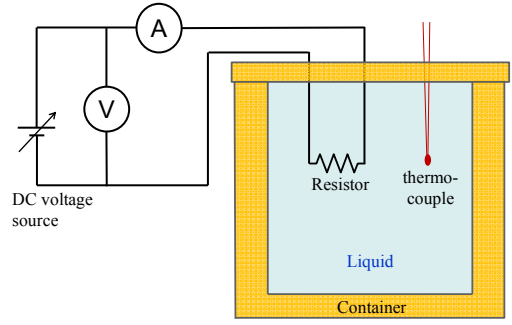 A
V
DC voltage
source
Resistor
thermo-
couple
Liquid
Container